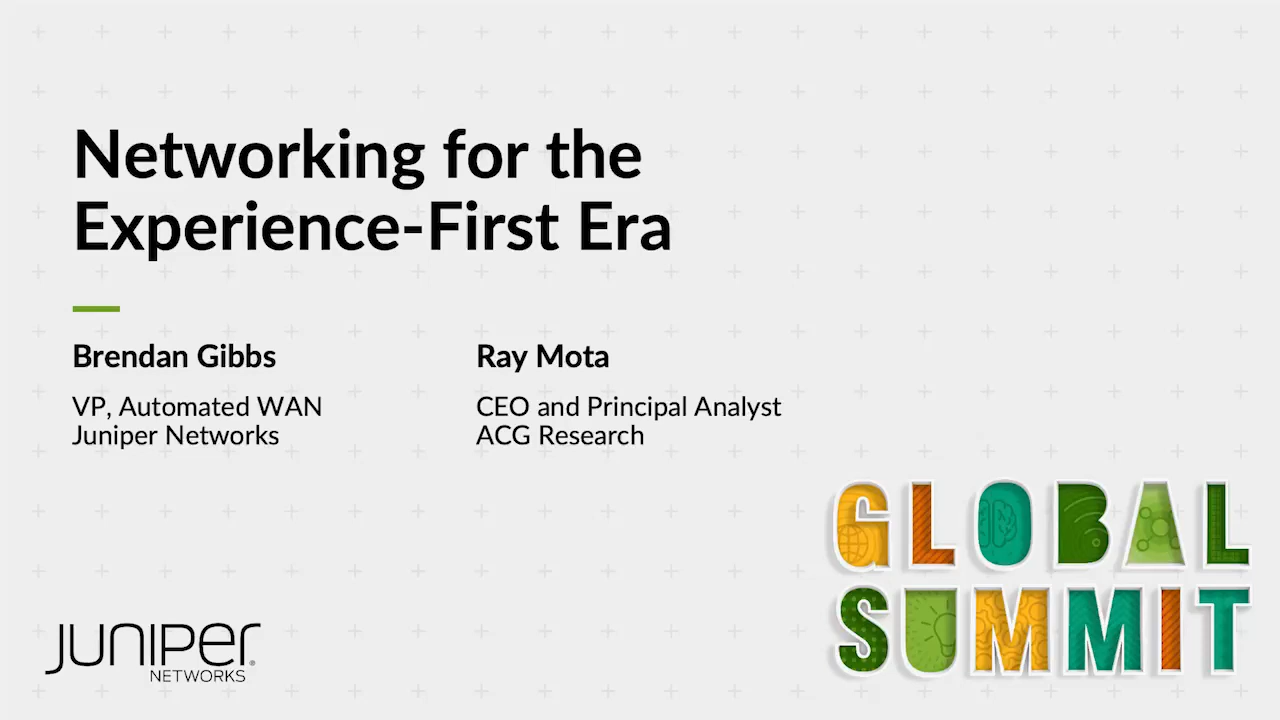 Networking for the
Experience-First Era
Brendan Gibbs
VP, Automated WAN
Juniper Networks
Ray Mota
CEO and Principal Analyst
ACG Research
GLOBAL
SUMMIT
JUNIPER
NETWORKS®